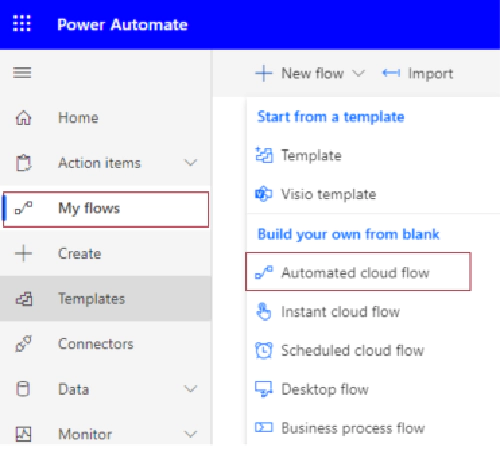 Power Automate
New flow
Import
Home
Action items
My flows
Create
Templates
Connectors
Data
Monitor
Start from a template
Template
Visio template
Build your own from blank
Automated cloud flow
Instant cloud flow
Scheduled cloud flow
Desktop flow
Business process flow